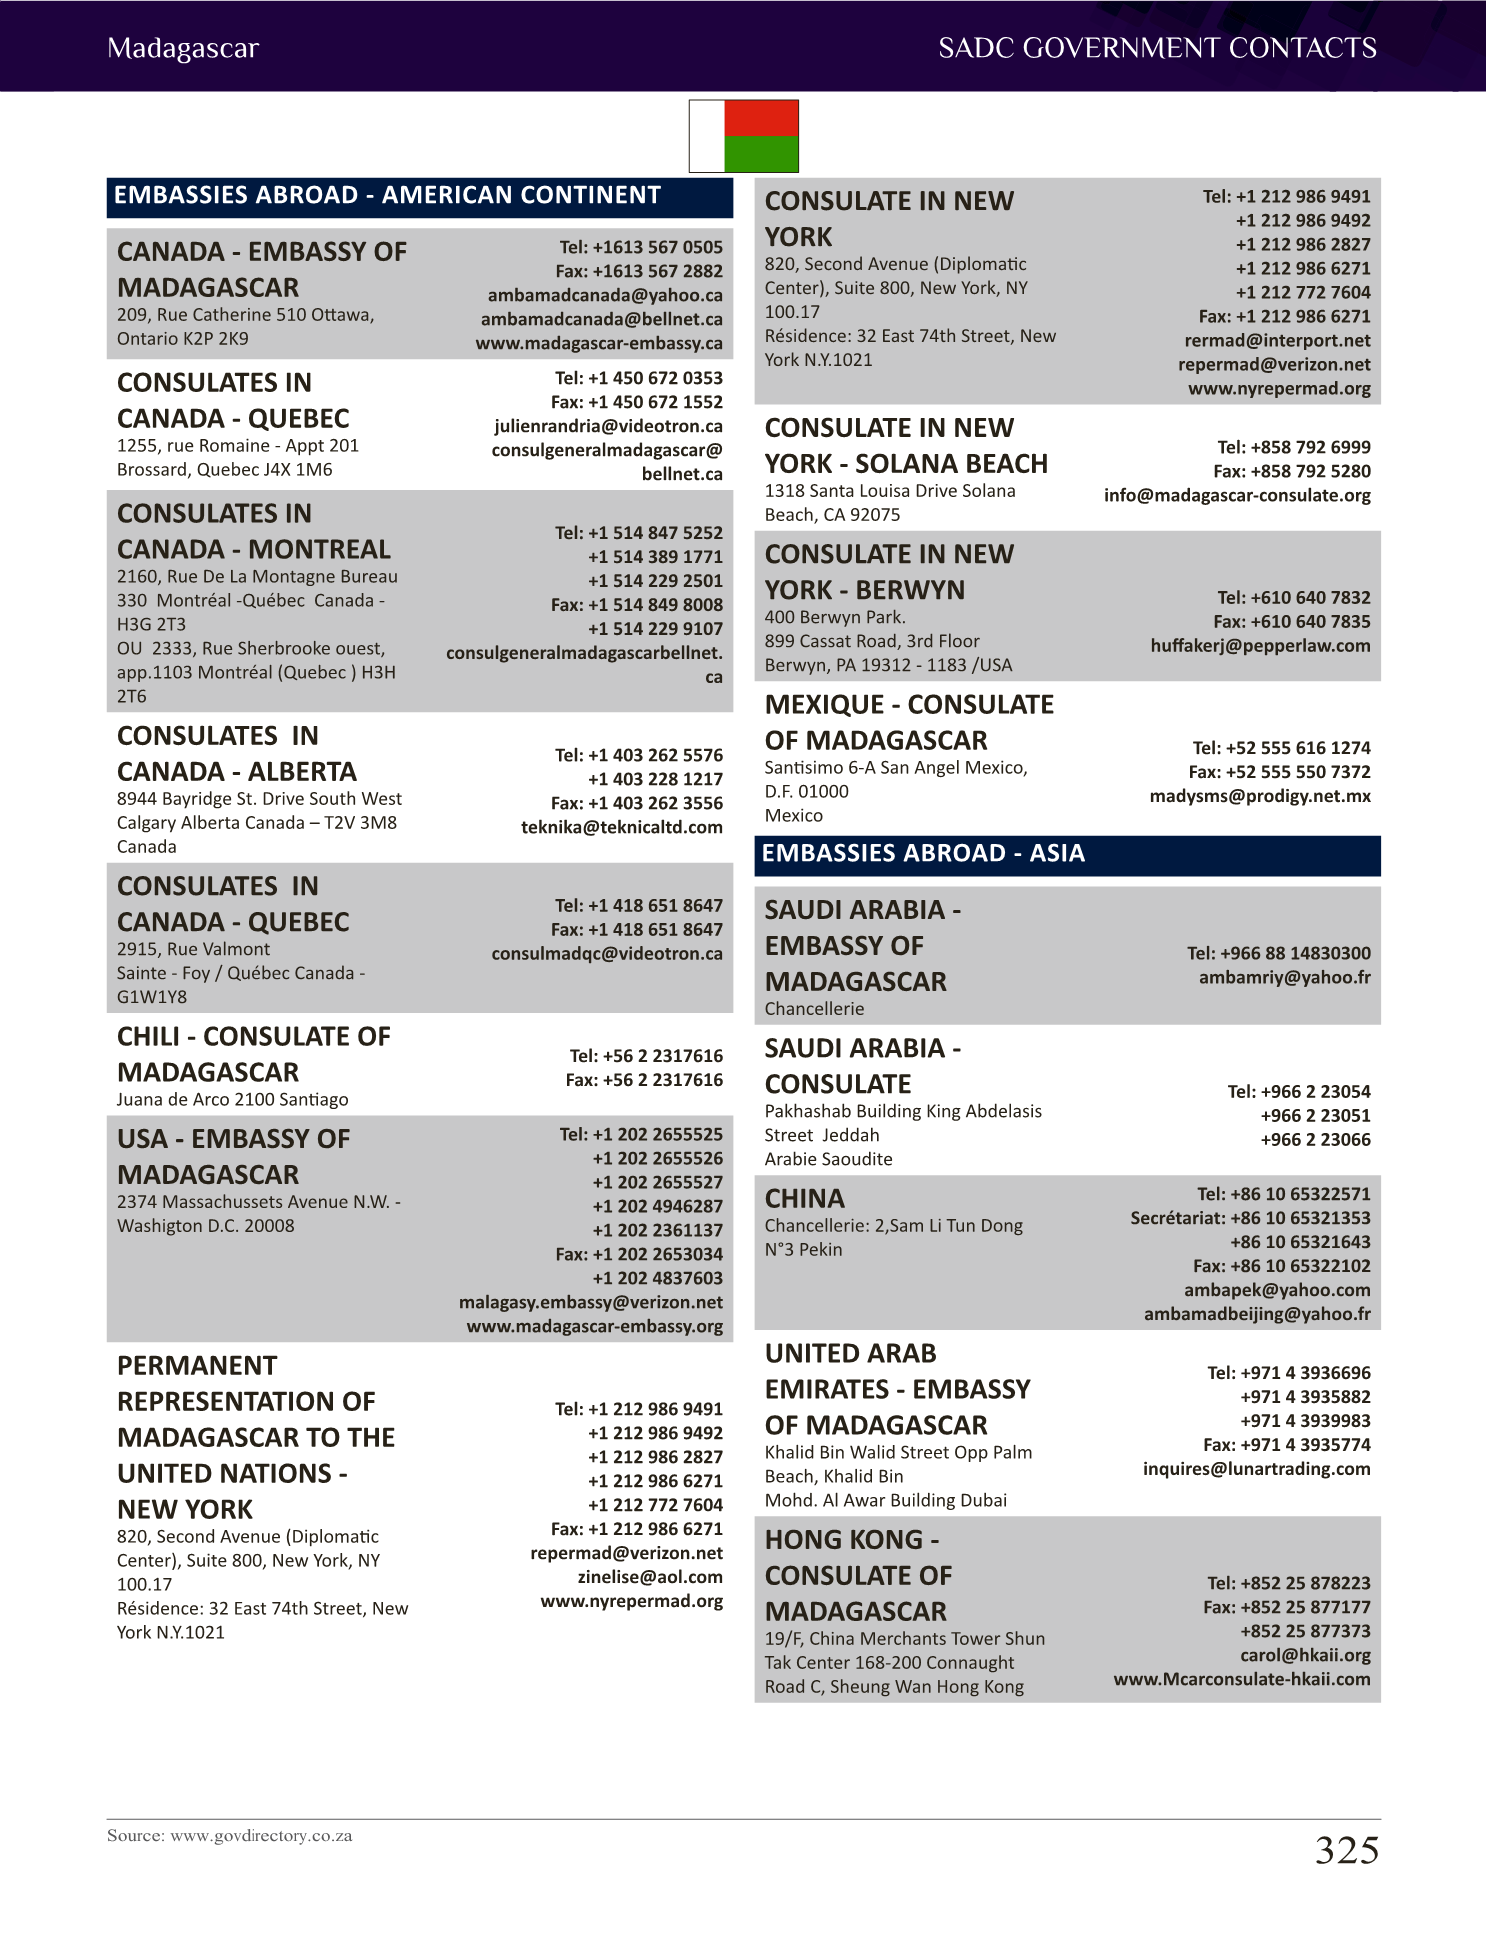 Madagascar
SADC GOVERNMENT CONTACTS
EMBASSIES ABROAD - AMERICAN CONTINENT
CANADA - EMBASSY OF
MADAGASCAR
209, Rue Catherine 510 Ottawa,
Ontario K2P 2K9
Tel: +1613 567 0505
Fax: +1613 567 2882
ambamadcanada@yahoo.ca
ambamadcanada@bellnet.ca
www.madagascar-embassy.ca
CONSULATES IN
CANADA - QUEBEC
1255, rue Romaine - Appt 201
Brossard, Quebec J4X 1M6
Tel: +1 450 672 0353
Fax: +1 450 672 1552
julienrandria@videotron.ca
consulgeneralmadagascar@
bellnet.ca
CONSULATES IN
CANADA - MONTREAL
2160, Rue De La Montagne Bureau
330  Montréal -Québec  Canada -
H3G 2T3
OU  2333, Rue Sherbrooke ouest,
app.1103 Montréal (Quebec ) H3H
2T6
Tel: +1 514 847 5252
+1 514 389 1771
+1 514 229 2501
Fax: +1 514 849 8008
+1 514 229 9107
consulgeneralmadagascarbellnet.
ca
CONSULATES  IN
CANADA - ALBERTA
8944 Bayridge St. Drive South West
Calgary Alberta Canada – T2V 3M8
Canada
Tel: +1 403 262 5576
+1 403 228 1217
Fax: +1 403 262 3556
teknika@teknicaltd.com
CONSULATES  IN
CANADA - QUEBEC
2915, Rue Valmont
Sainte - Foy / Québec Canada -
G1W1Y8
Tel: +1 418 651 8647
Fax: +1 418 651 8647
consulmadqc@videotron.ca
CHILI - CONSULATE OF
MADAGASCAR
Juana de Arco 2100 Santiago
Tel: +56 2 2317616
Fax: +56 2 2317616
USA - EMBASSY OF
MADAGASCAR
2374 Massachussets Avenue N.W. -
Washigton D.C. 20008
Tel: +1 202 2655525
+1 202 2655526
+1 202 2655527
+1 202 4946287
+1 202 2361137
Fax: +1 202 2653034
+1 202 4837603
malagasy.embassy@verizon.net
www.madagascar-embassy.org
PERMANENT
REPRESENTATION OF
MADAGASCAR TO THE
UNITED NATIONS -
NEW YORK
820, Second Avenue (Diplomatic
Center), Suite 800, New York, NY
100.17
Résidence: 32 East 74th Street, New
York N.Y.1021
Tel: +1 212 986 9491
+1 212 986 9492
+1 212 986 2827
+1 212 986 6271
+1 212 772 7604
Fax: +1 212 986 6271
repermad@verizon.net
zinelise@aol.com
www.nyrepermad.org
CONSULATE IN NEW
YORK
820, Second Avenue (Diplomatic
Center), Suite 800, New York, NY
100.17
Résidence: 32 East 74th Street, New
York N.Y.1021
Tel: +1 212 986 9491
+1 212 986 9492
+1 212 986 2827
+1 212 986 6271
+1 212 772 7604
Fax: +1 212 986 6271
rermad@interport.net
repermad@verizon.net
www.nyrepermad.org
CONSULATE IN NEW
YORK - SOLANA BEACH
1318 Santa Louisa Drive Solana
Beach, CA 92075
Tel: +858 792 6999
Fax: +858 792 5280
info@madagascar-consulate.org
CONSULATE IN NEW
YORK - BERWYN
400 Berwyn Park.
899 Cassat Road, 3rd Floor
Berwyn, PA 19312 - 1183 /USA
Tel: +610 640 7832
Fax: +610 640 7835
huffakerj@pepperlaw.com
MEXIQUE - CONSULATE
OF MADAGASCAR
Santisimo 6-A San Angel Mexico,
D.F. 01000
Mexico
Tel: +52 555 616 1274
Fax: +52 555 550 7372
madysms@prodigy.net.mx
EMBASSIES ABROAD - ASIA
SAUDI ARABIA -
EMBASSY OF
MADAGASCAR
Chancellerie
Tel: +966 88 14830300
ambamriy@yahoo.fr
SAUDI ARABIA -
CONSULATE
Pakhashab Building King Abdelasis
Street  Jeddah
Arabie Saoudite
Tel: +966 2 23054
+966 2 23051
+966 2 23066
CHINA
Chancellerie: 2,Sam Li Tun Dong
N°3 Pekin
Tel: +86 10 65322571
Secrétariat: +86 10 65321353
+86 10 65321643
Fax: +86 10 65322102
ambapek@yahoo.com
ambamadbeijing@yahoo.fr
UNITED ARAB
EMIRATES - EMBASSY
OF MADAGASCAR
Khalid Bin Walid Street Opp Palm
Beach, Khalid Bin
Mohd. Al Awar Building Dubai
Tel: +971 4 3936696
+971 4 3935882
+971 4 3939983
Fax: +971 4 3935774
inquires@lunartrading.com
HONG KONG -
CONSULATE OF
MADAGASCAR
19/F, China Merchants Tower Shun
Tak Center 168-200 Connaught
Road C, Sheung Wan Hong Kong
Tel: +852 25 878223
Fax: +852 25 877177
+852 25 877373
carol@hkaii.org
www.Mcarconsulate-hkaii.com
Source: www.govdirectory.co.za
325